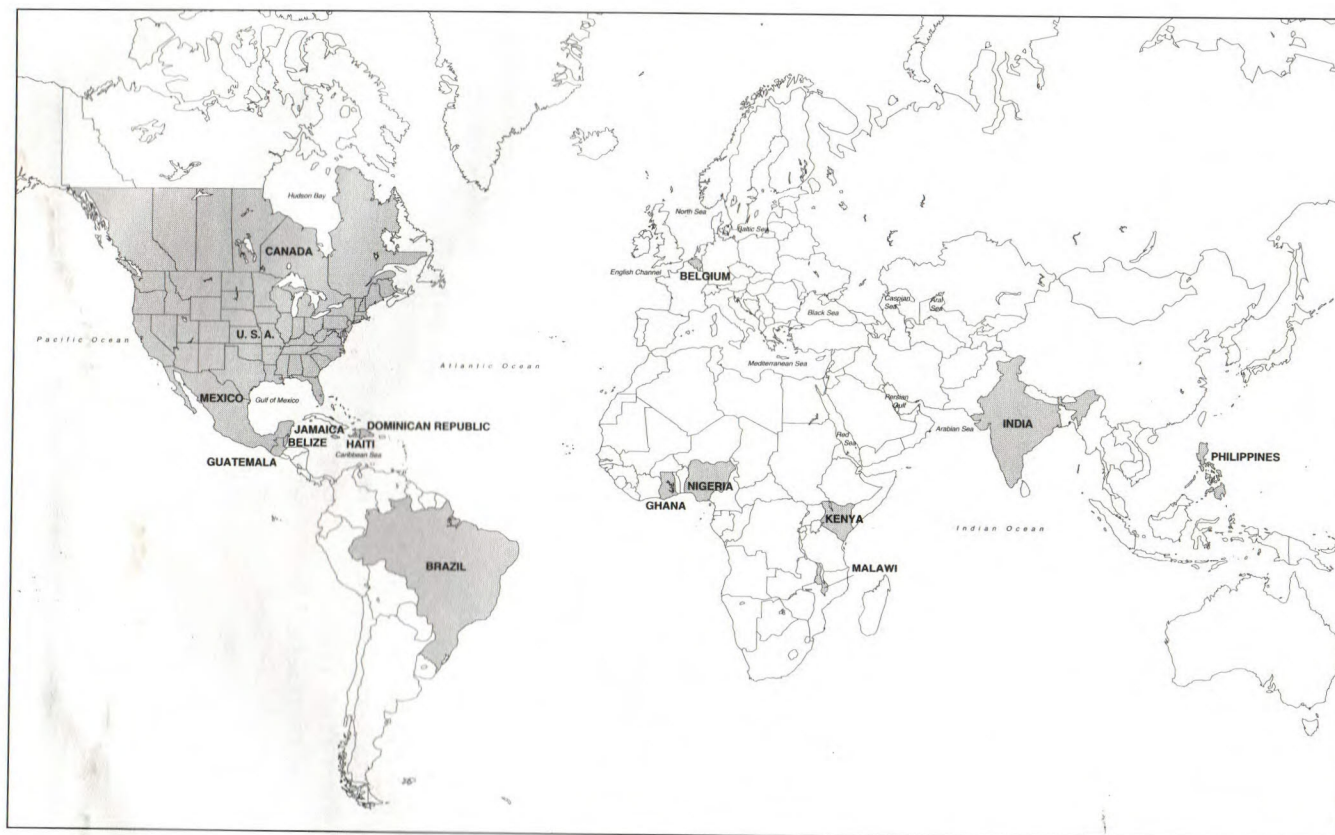 Hudson Bay
North Sea
Baltic Sea
CANADA
English Channel
BELGIUM
Caspian Sea
Aral Sea
Black Sea
U. S. A.
Pacific Ocean
Atlantic Ocean
Mediterranean Sea
MEXICO
Gulf of Mexico
Persian Gulf
JAMAICA
DOMINICAN REPUBLIC
INDIA
Arabian Sea
Red Sea
BELIZE
HAITI
Caribbean Sea
GUATEMALA
PHILIPPINES
NIGERIA
GHANA
KENYA
Indian Ocean
BRAZIL
MALAWI